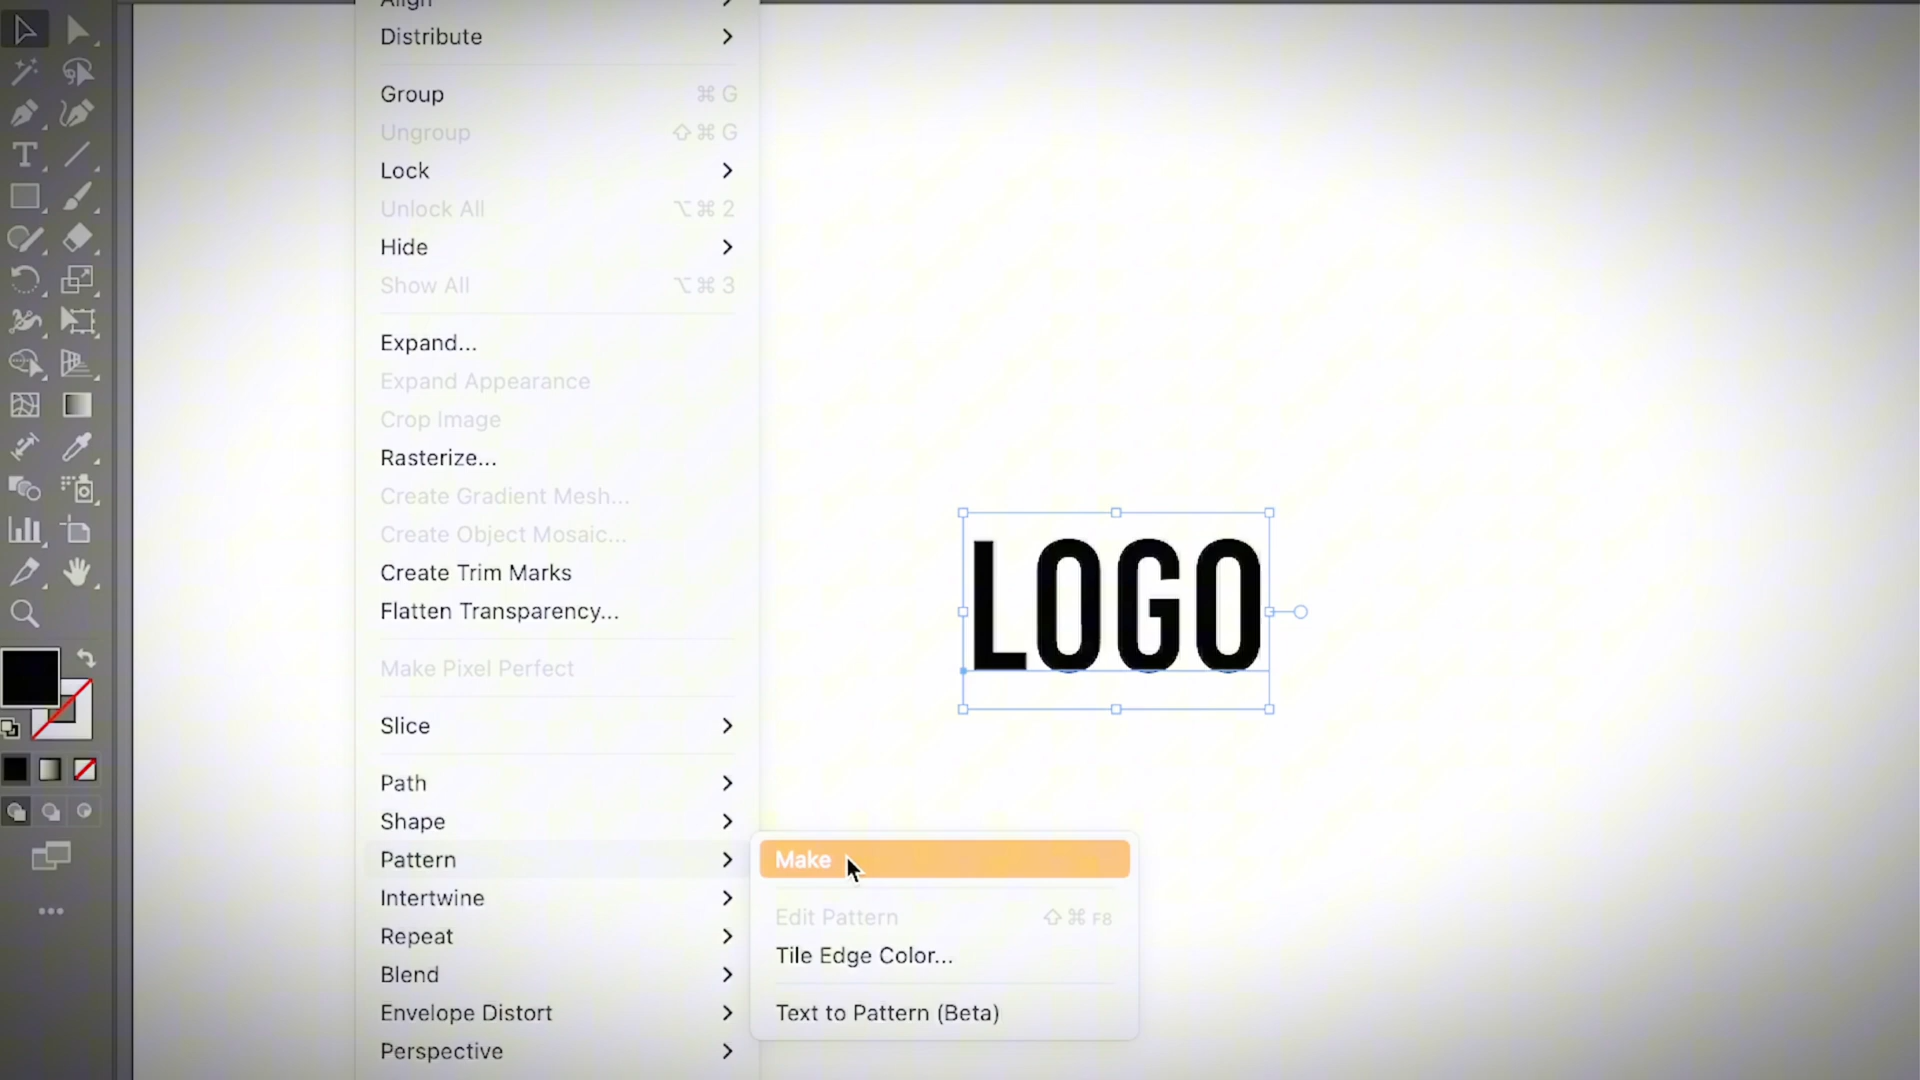 Align
Distribute
Group ⌘ G
Ungroup ⇧ ⌘ G
Lock
Unlock All ⌥ ⌘ 2
Hide
Show All ⌥ ⌘ 3
Expand...
Expand Appearance
Crop Image
Rasterize...
Create Gradient Mesh...
Create Object Mosaic...
Create Trim Marks
Flatten Transparency...
Make Pixel Perfect
Slice
Path
Shape
Pattern
Intertwine
Repeat
Blend
Envelope Distort
Perspective
Make
Edit Pattern ⇧ ⌘ F8
Tile Edge Color...
Text to Pattern (Beta)
LOGO